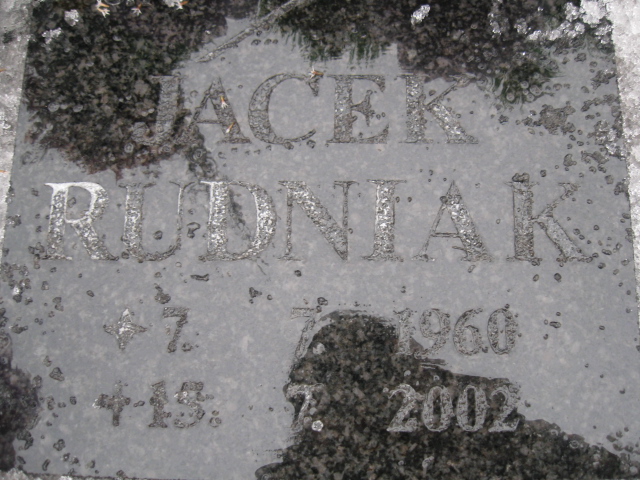 JACEK
RUDNIAK
7. 7. 1960
15. 7. 2002